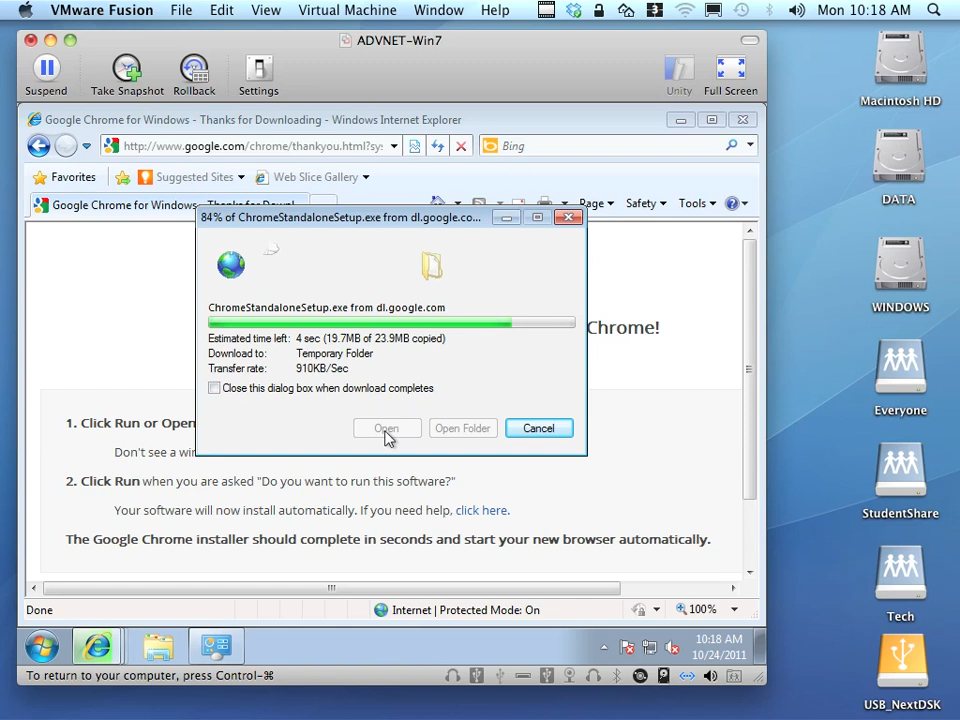 VMware Fusion File Edit View Virtual Machine Window Help 3 Mon 10:18 AM
ADVNET-Win7
Suspend Take Snapshot Rollback Settings Unity Full Screen
Macintosh HD
Google Chrome for Windows - Thanks for Downloading - Windows Internet Explorer
http://www.google.com/chrome/thankyou.html?sy: Bing
Favorites Suggested Sites Web Slice Gallery
Google Chrome for Windows - Thanks for Downl... Page Safety Tools
DATA
84% of ChromeStandaloneSetup.exe from dl.google.co...
ChromeStandaloneSetup.exe from dl.google.com
WINDOWS
Chrome!
Estimated time left: 4 sec (19.7MB of 23.9MB copied)
Download to: Temporary Folder
Transfer rate: 910KB/Sec
Close this dialog box when download completes
Everyone
Open Open Folder Cancel
1. Click Run or Open
Don't see a wi
2. Click Run when you are asked "Do you want to run this software?"
Your software will now install automatically. If you need help, click here.
StudentShare
The Google Chrome installer should complete in seconds and start your new browser automatically.
Done Internet | Protected Mode: On 100%
Tech
10:18 AM
10/24/2011
To return to your computer, press Control-⌘
USB_NextDSK